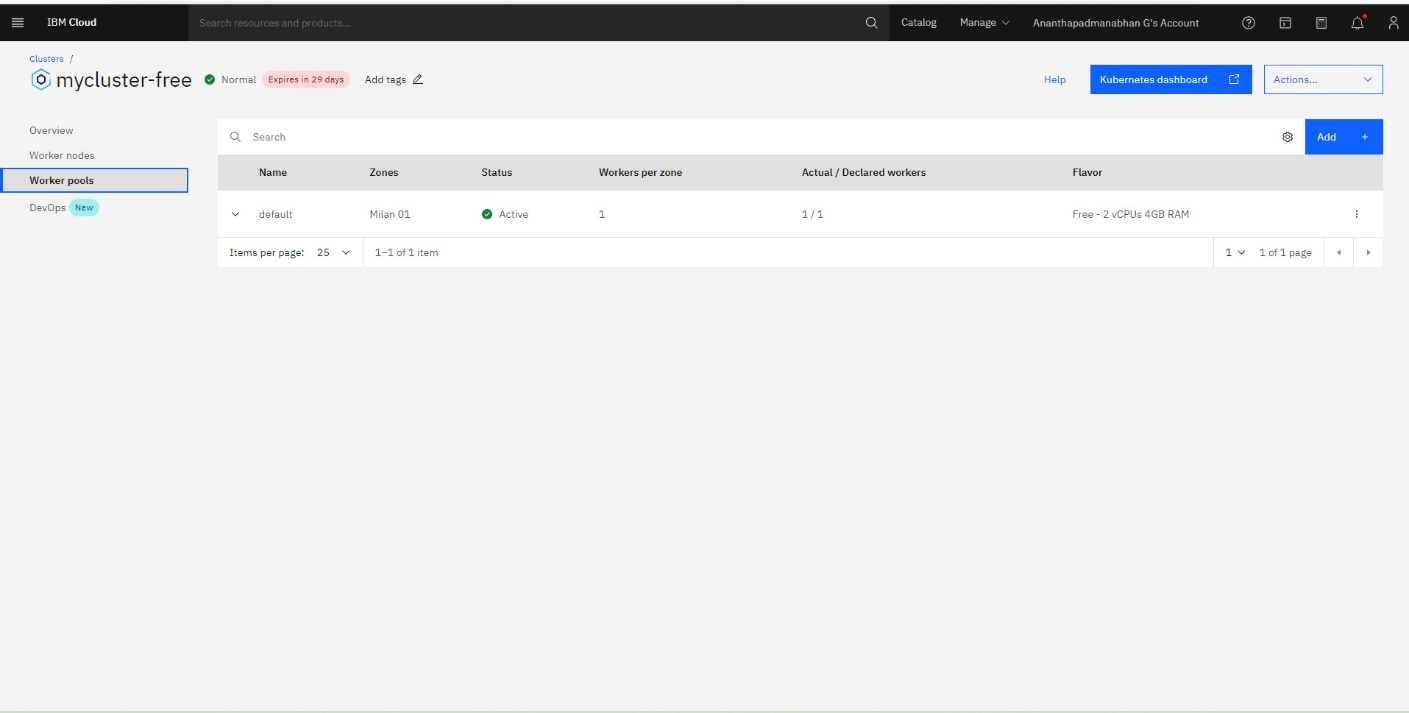 IBM Cloud Search resources and products... Catalog Manage Ananthapadmanabhan G's Account
Clusters /
mycluster-free Normal Expires in 29 days Add tags Help Kubernetes dashboard Actions...
Overview
Worker nodes
Worker pools
DevOps New
Search Add +
Name Zones Status Workers per zone Actual / Declared workers Flavor
default Milan 01 Active 1 1 / 1 Free - 2 vCPUs 4GB RAM
Items per page: 25 1–1 of 1 item 1 1 of 1 page